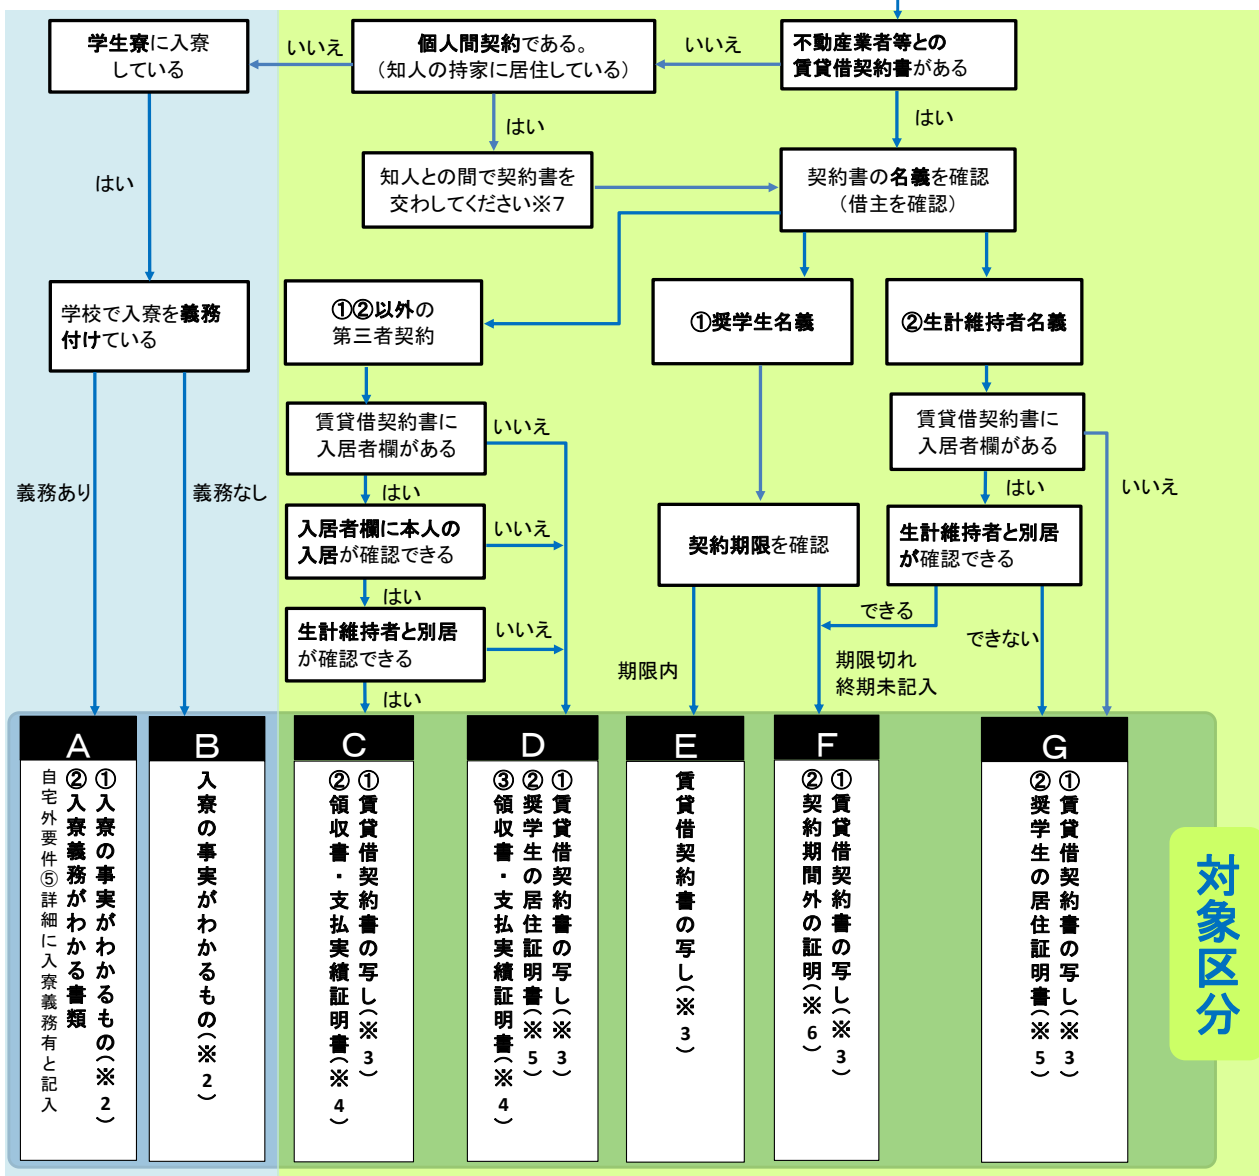 学生寮に入寮
している
いいえ
個人間契約である。
（知人の持家に居住している）
いいえ
不動産業者等との
賃貸借契約書がある
はい
はい
はい
知人との間で契約書を
交わしてください※7
契約書の名義を確認
（借主を確認）
学校で入寮を義務
付けている
①②以外の
第三者契約
①奨学生名義
②生計維持者名義
賃貸借契約書に
入居者欄がある
いいえ
賃貸借契約書に
入居者欄がある
義務あり
義務なし
はい
はい
いいえ
入居者欄に本人の
入居が確認できる
いいえ
契約期限を確認
生計維持者と別居
が確認できる
はい
できる
できない
生計維持者と別居
が確認できる
いいえ
期限内
期限切れ
終期未記入
はい
A
①入寮の事実がわかるもの(※2)
②入寮義務がわかる書類
自宅外要件⑤詳細に入寮義務有と記入
B
入寮の事実がわかるもの(※2)
C
①賃貸借契約書の写し(※3)
②領収書・支払実績証明書(※4)
D
①賃貸借契約書の写し(※3)
②奨学生の居住証明書(※5)
③領収書・支払実績証明書(※4)
E
賃貸借契約書の写し(※3)
F
①賃貸借契約書の写し(※3)
②契約期間外の証明(※6)
G
①賃貸借契約書の写し(※3)
②奨学生の居住証明書(※5)
対象区分